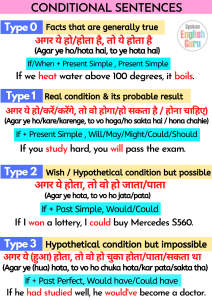 CONDITIONAL SENTENCES
Type 0 Facts that are generally true
Spoken English Guru
अगर ये हो/होता है, तो ये होता है
(Agar ye ho/hota hai, to ye hota hai)
If/When + Present Simple , Present Simple
If we heat water above 100 degrees, it boils.
Type 1 Real condition & its probable result
अगर ये हो/करें/करेंगे, तो वो होगा/हो सकता है / होना चाहिए)
(Agar ye ho/kare/karenge, to vo hoga/ho sakta hai / hona chahie)
If + Present Simple , Will/May/Might/Could/Should
If you study hard, you will pass the exam.
Type 2 Wish / Hypothetical condition but possible
अगर ये होता, तो वो हो जाता/पाता
(Agar ye hota, to vo ho jata/pata)
If + Past Simple, Would/Could
If I won a lottery, I could buy Mercedes S560.
Type 3 Hypothetical condition but impossible
अगर ये (हुआ) होता, तो वो हो चुका होता/पाता/सकता था
(Agar ye (hua) hota, to vo ho chuka hota/kar pata/sakta tha)
If + Past Perfect, Would have/Could have
If he had studied well, he would've become a doctor.